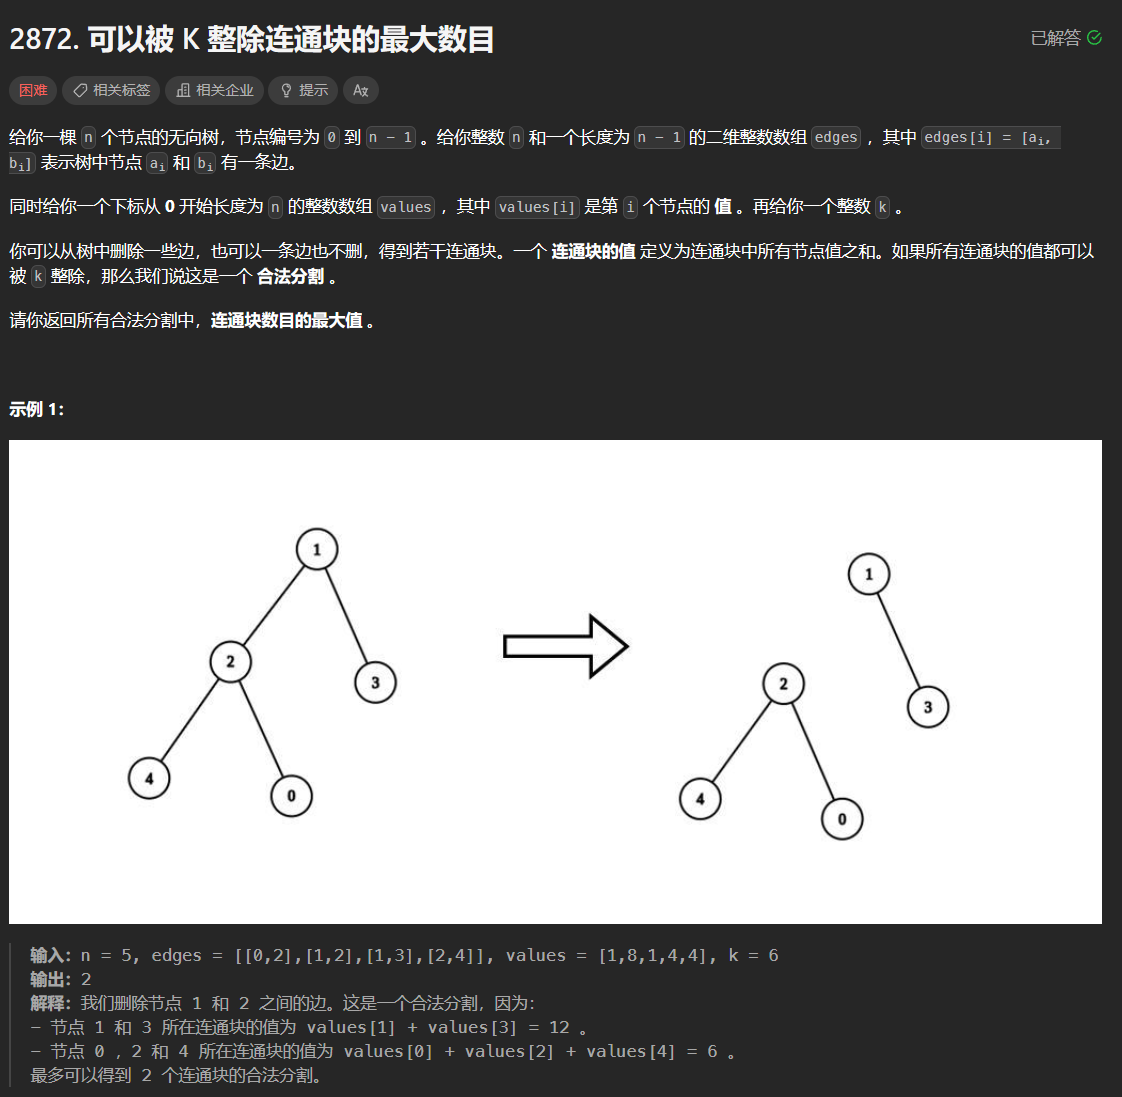 2872. 可以被 K 整除连通块的最大数目
已解答
困难 相关标签 相关企业 提示
给你一棵 n 个节点的无向树，节点编号为 0 到 n - 1 。给你整数 n 和一个长度为 n - 1 的二维整数数组 edges ，其中 edges[i] = [ai,
bi] 表示树中节点 ai 和 bi 有一条边。
同时给你一个下标从 0 开始长度为 n 的整数数组 values ，其中 values[i] 是第 i 个节点的 值 。再给你一个整数 k 。
你可以从树中删除一些边，也可以一条边也不删，得到若干连通块。一个 连通块的值 定义为连通块中所有节点值之和。如果所有连通块的值都可以
被 k 整除，那么我们说这是一个 合法分割 。
请你返回所有合法分割中，连通块数目的最大值 。
示例 1：
1
2
3
4
0
1
2
3
4
0
输入：n = 5, edges = [[0,2],[1,2],[1,3],[2,4]], values = [1,8,1,4,4], k = 6
输出：2
解释：我们删除节点 1 和 2 之间的边。这是一个合法分割，因为：
- 节点 1 和 3 所在连通块的值为 values[1] + values[3] = 12 。
- 节点 0 ，2 和 4 所在连通块的值为 values[0] + values[2] + values[4] = 6 。
最多可以得到 2 个连通块的合法分割。